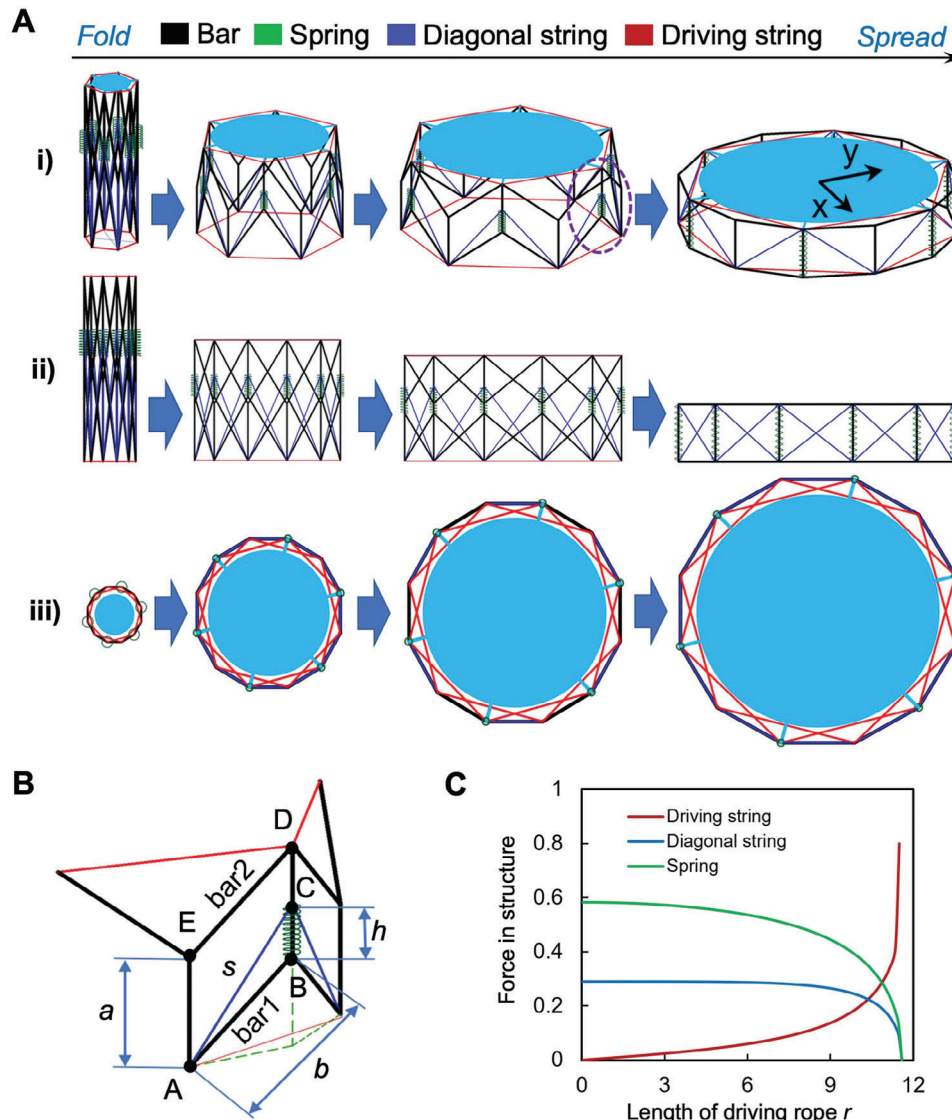 A
Fold Bar Spring Diagonal string Driving string Spread
i)
y
x
ii)
iii)
B
D
bar2
C
E
h
s
B
a
bar1
b
A
C
1
Driving string
Diagonal string
Spring
0.8
0.6
0.4
0.2
0
Force in structure
0 3 6 9 12
Length of driving rope r